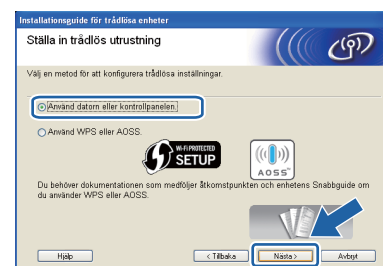 Installationsguide för trådlösa enheter
Ställa in trådlös utrustning
Välj en metod för att konfigurera trådlösa inställningar.
Använd datorn eller kontrollpanelen.
Använd WPS eller AOSS.
Wi-Fi PROTECTED
SETUP
AOSS
Du behöver dokumentationen som medföljer åtkomstpunkten och enhetens Snabbguide om
du använder WPS eller AOSS.
Hjälp
< Tillbaka
Nästa >
Avbryt